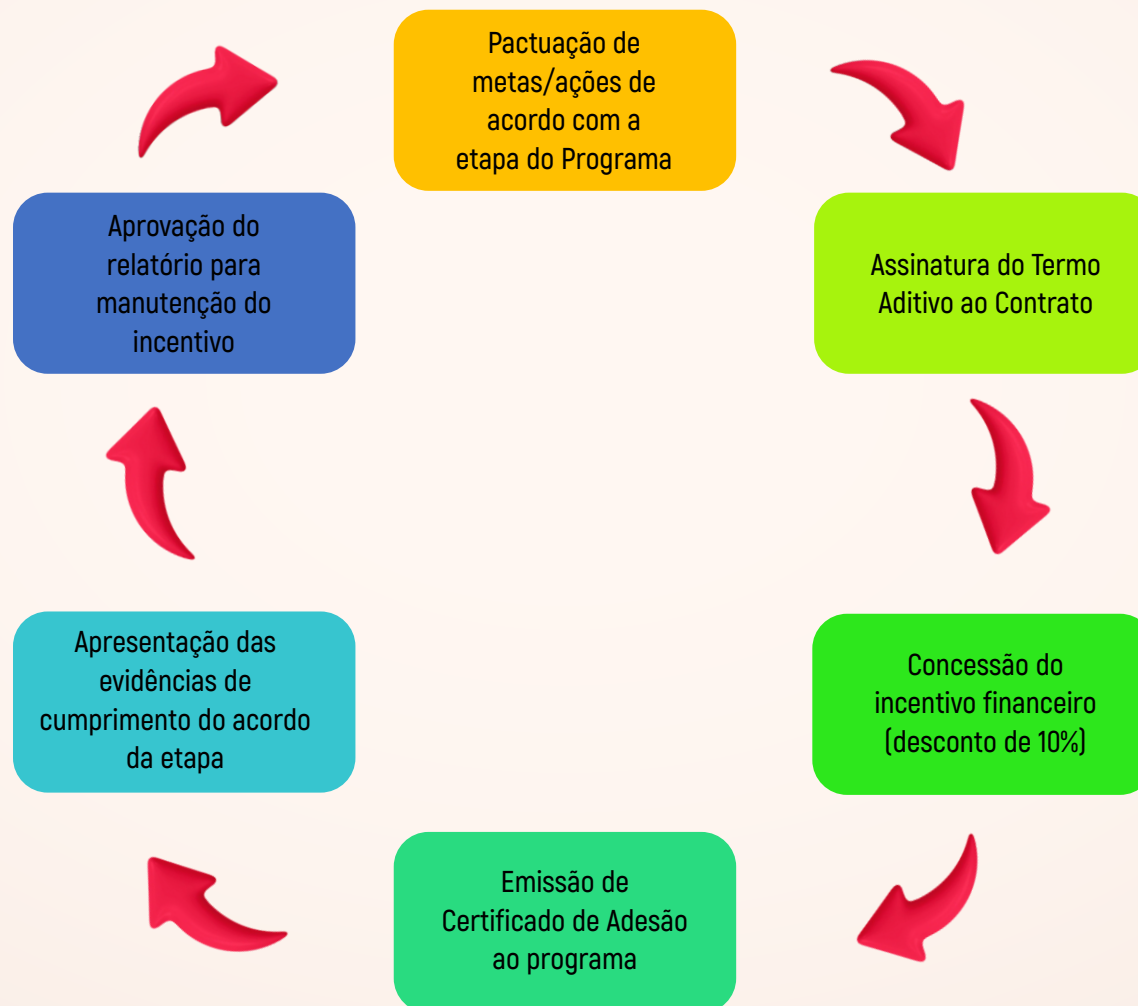 Pactuação de
metas/ações de
acordo com a
etapa do Programa
Assinatura do Termo
Aditivo ao Contrato
Concessão do
incentivo financeiro
(desconto de 10%)
Emissão de
Certificado de Adesão
ao programa
Apresentação das
evidências de
cumprimento do acordo
da etapa
Aprovação do
relatório para
manutenção do
incentivo